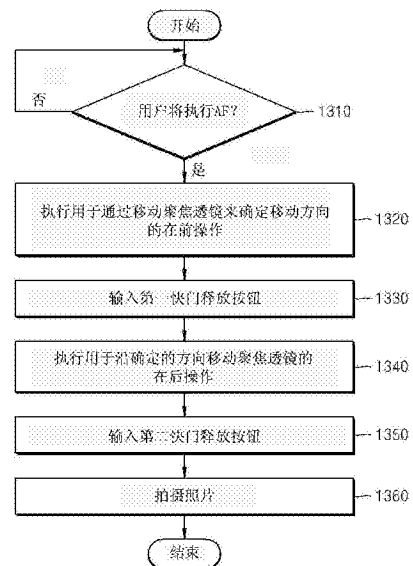 开始
否
用户将执行AF?
1310
是
执行用于通过移动聚焦透镜来确定移动方向
的在前操作
1320
输入第一快门释放按钮
1330
执行用于沿确定的方向移动聚焦透镜的
在后操作
1340
输入第二快门释放按钮
1350
拍摄照片
1360
结束